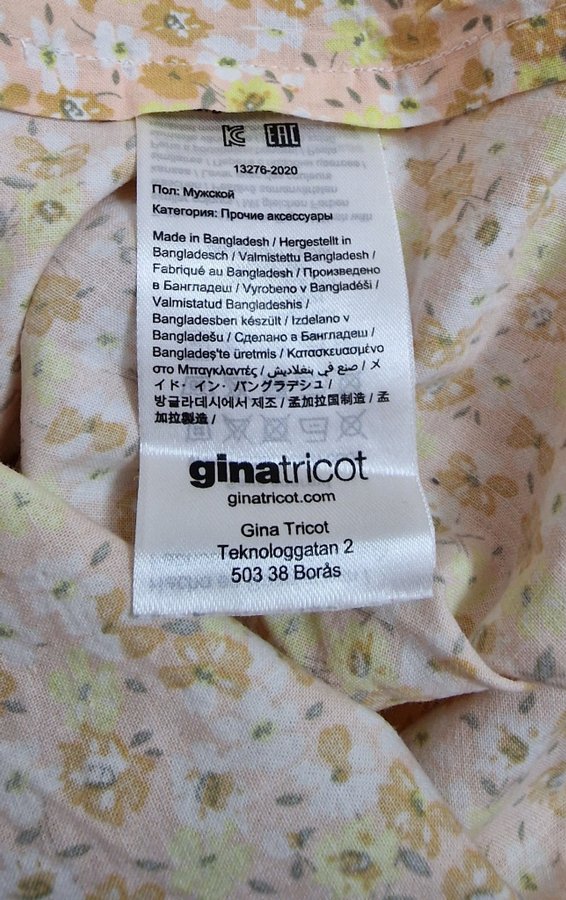 EAC
13276-2020
Пол: Мужской
Категория: Прочие аксессуары
Made in Bangladesh / Hergestellt in
Bangladesch / Valmistettu Bangladesh /
Fabriqué au Bangladesh / Произведено
в Бангладеш / Vyrobeno v Bangladéši /
Valmistatud Bangladeshis /
Bangladesben készült / Izdelano v
Bangladešu / Сделано в Бангладеш /
Bangladeş'te üretmis / Κατασκευασμένο
στο Μπαγκλαντές / صنع في بنغلاديش / メ
イド・イン・バングラデシュ /
방글라데시에서 제조 / 孟加拉国制造 / 孟
加拉製造 /
ginatricot
ginatricot.com
Gina Tricot
Teknologgatan 2
503 38 Borås